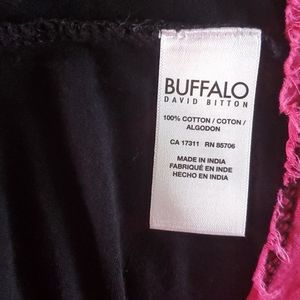 BUFFALO
DAVID BITTON
100% COTTON / COTON /
ALGODON
CA 17311 RN 85706
MADE IN INDIA
FABRIQUÉ EN INDE
HECHO EN INDIA